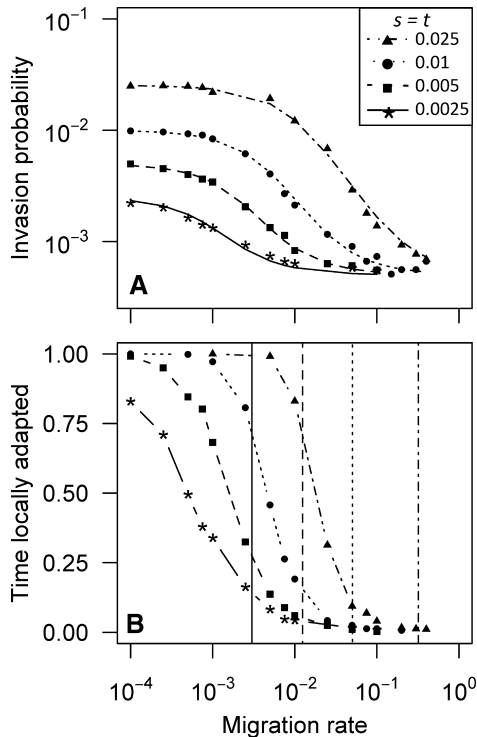 10⁻¹
s = t
0.025
0.01
0.005
0.0025
10⁻²
10⁻³
Invasion probability
A
1.00
0.75
0.50
0.25
0.00
Time locally adapted
B
10⁻⁴ 10⁻³ 10⁻² 10⁻¹ 10⁰
Migration rate